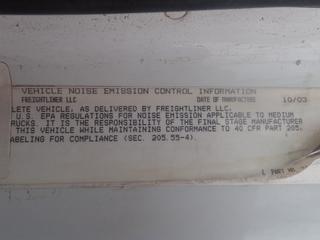 VEHICLE NOISE EMISSION CONTROL INFORMATION
FREIGHTLINER LLC DATE OF MANUFACTURE 10/03
LETE VEHICLE, AS DELIVERED BY FREIGHTLINER LLC.
U.S. EPA REGULATIONS FOR NOISE EMISSION APPLICABLE TO MEDIUM
RUCKS. IT IS THE RESPONSIBILITY OF THE FINAL STAGE MANUFACTURER
THIS VEHICLE WHILE MAINTAINING CONFORMANCE TO 40 CFR PART 205.
ABELING FOR COMPLIANCE (SEC. 205.55-4).
PART NO.